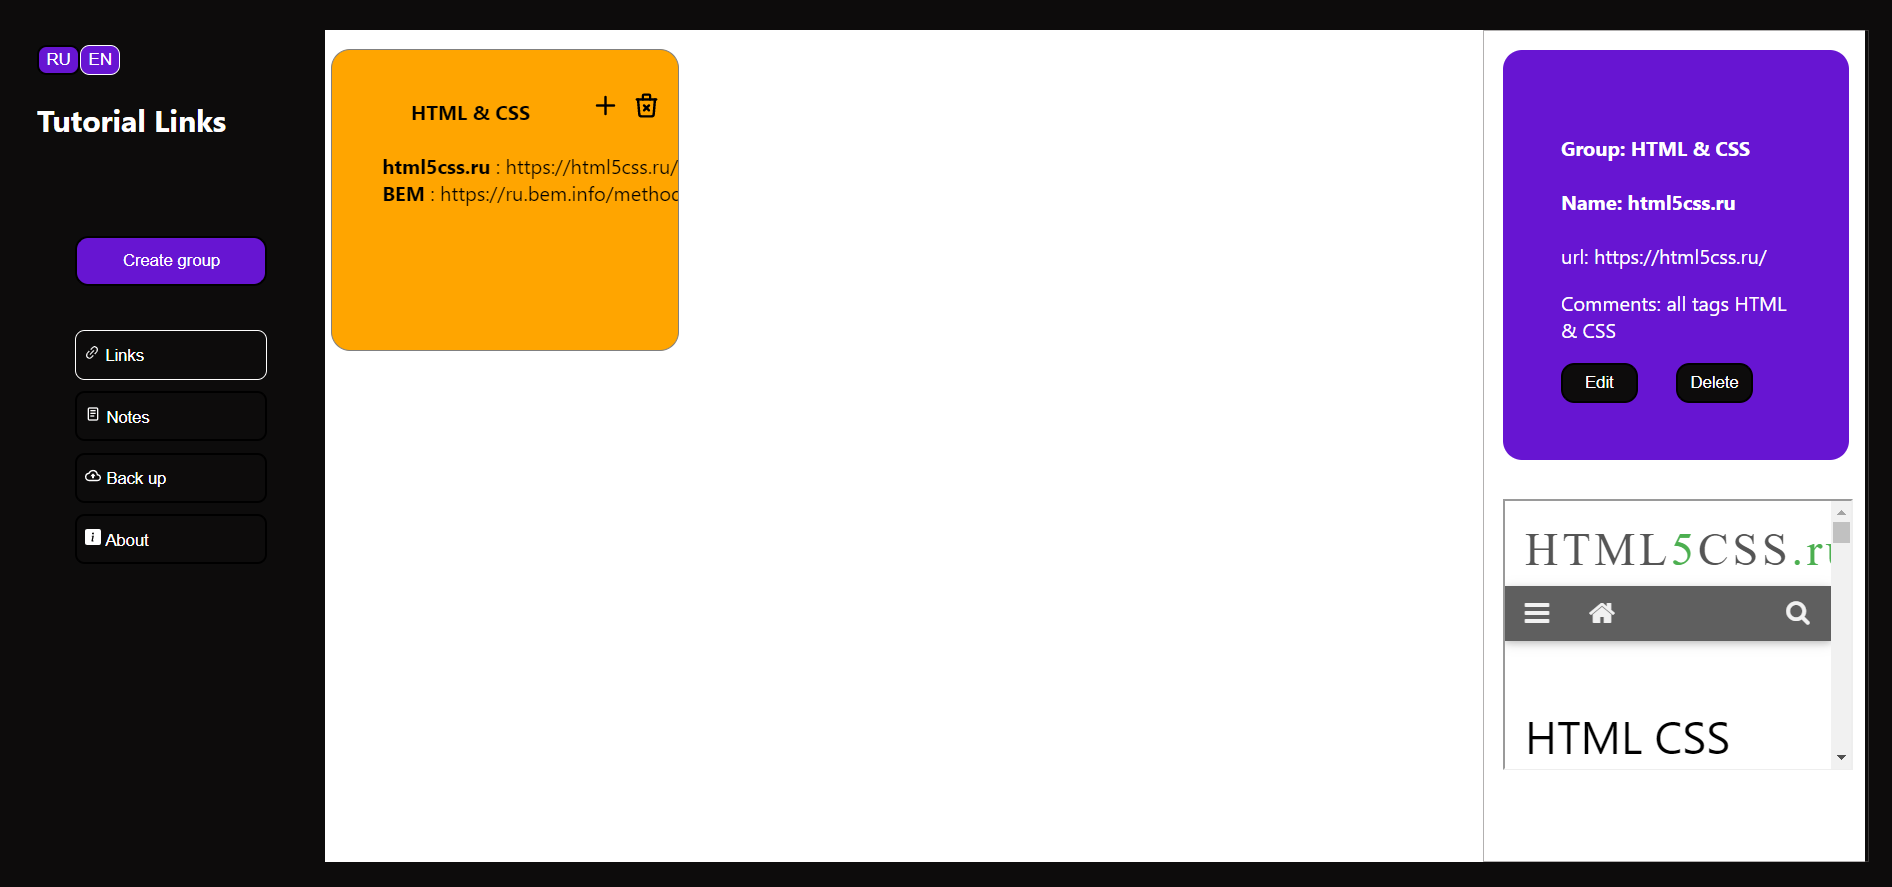 RU EN
Tutorial Links
Create group
Links
Notes
Back up
About
HTML & CSS
html5css.ru : https://html5css.ru/
BEM : https://ru.bem.info/methoc
Group: HTML & CSS
Name: html5css.ru
url: https://html5css.ru/
Comments: all tags HTML
& CSS
Edit Delete
HTML5CSS.ru
HTML CSS